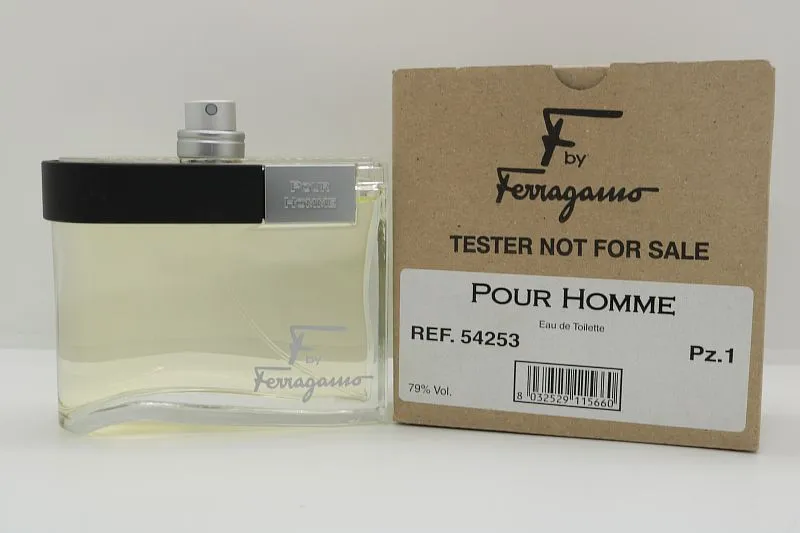 POUR
HOMME
F
by
Ferragamo
F
by
Ferragamo
TESTER NOT FOR SALE
POUR HOMME
Eau de Toilette
REF. 54253
Pz.1
79% Vol.
8 032529 115660